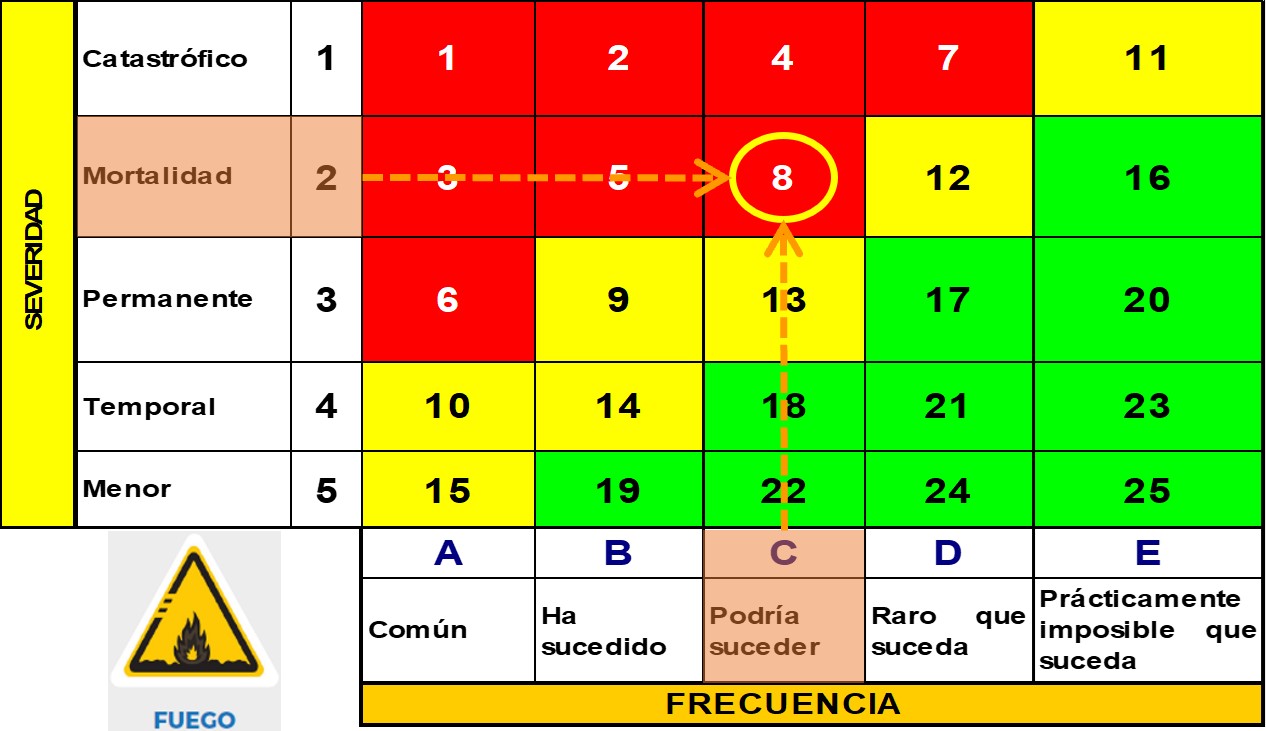 SEVERIDAD
Catastrófico 1 1 2 4 7 11
Mortalidad 2 3 5 8 12 16
Permanente 3 6 9 13 17 20
Temporal 4 10 14 18 21 23
Menor 5 15 19 22 24 25
A B C D E
Común
Ha
sucedido
Podría
suceder
Raro que
suceda
Prácticamente
imposible que
suceda
FRECUENCIA
FUEGO